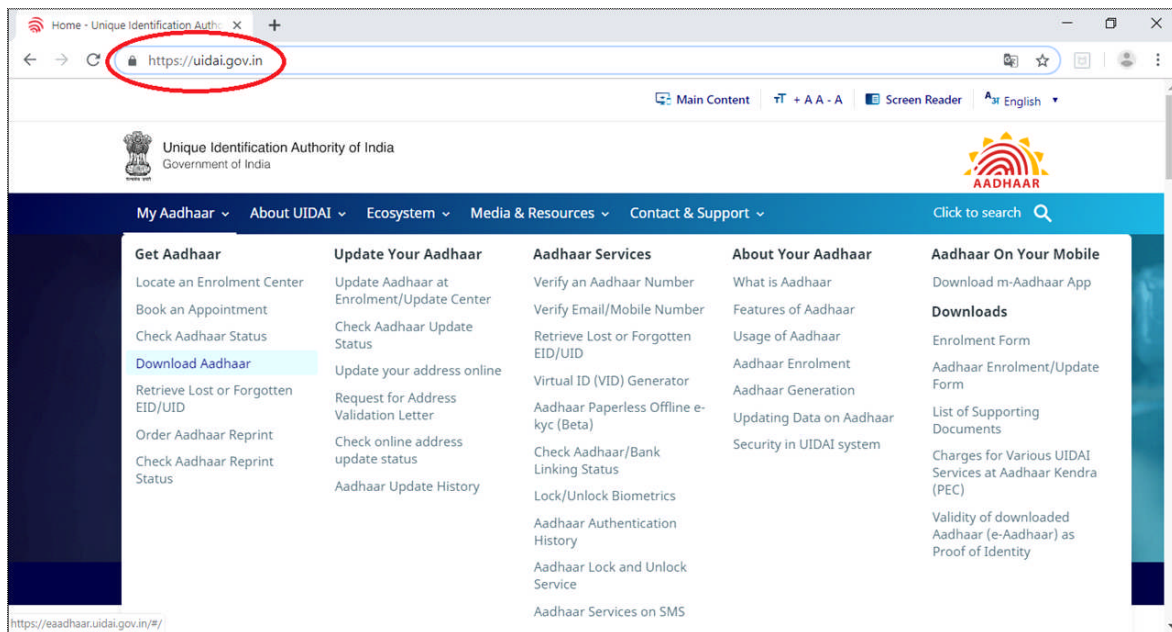 Home - Unique Identification Autho
https://uidai.gov.in
Main Content
TT + A A - A
Screen Reader
Aअ English
Unique Identification Authority of India
Government of India
सत्यमेव जयते
AADHAAR
My Aadhaar
About UIDAI
Ecosystem
Media & Resources
Contact & Support
Click to search
Get Aadhaar
Locate an Enrolment Center
Book an Appointment
Check Aadhaar Status
Download Aadhaar
Retrieve Lost or Forgotten
EID/UID
Order Aadhaar Reprint
Check Aadhaar Reprint
Status
Update Your Aadhaar
Update Aadhaar at
Enrolment/Update Center
Check Aadhaar Update
Status
Update your address online
Request for Address
Validation Letter
Check online address
update status
Aadhaar Update History
Aadhaar Services
Verify an Aadhaar Number
Verify Email/Mobile Number
Retrieve Lost or Forgotten
EID/UID
Virtual ID (VID) Generator
Aadhaar Paperless Offline e-
kyc (Beta)
Check Aadhaar/Bank
Linking Status
Lock/Unlock Biometrics
Aadhaar Authentication
History
Aadhaar Lock and Unlock
Service
Aadhaar Services on SMS
About Your Aadhaar
What is Aadhaar
Features of Aadhaar
Usage of Aadhaar
Aadhaar Enrolment
Aadhaar Generation
Updating Data on Aadhaar
Security in UIDAI system
Aadhaar On Your Mobile
Download m-Aadhaar App
Downloads
Enrolment Form
Aadhaar Enrolment/Update
Form
List of Supporting
Documents
Charges for Various UIDAI
Services at Aadhaar Kendra
(PEC)
Validity of downloaded
Aadhaar (e-Aadhaar) as
Proof of Identity
https://eaadhaar.uidai.gov.in/#/